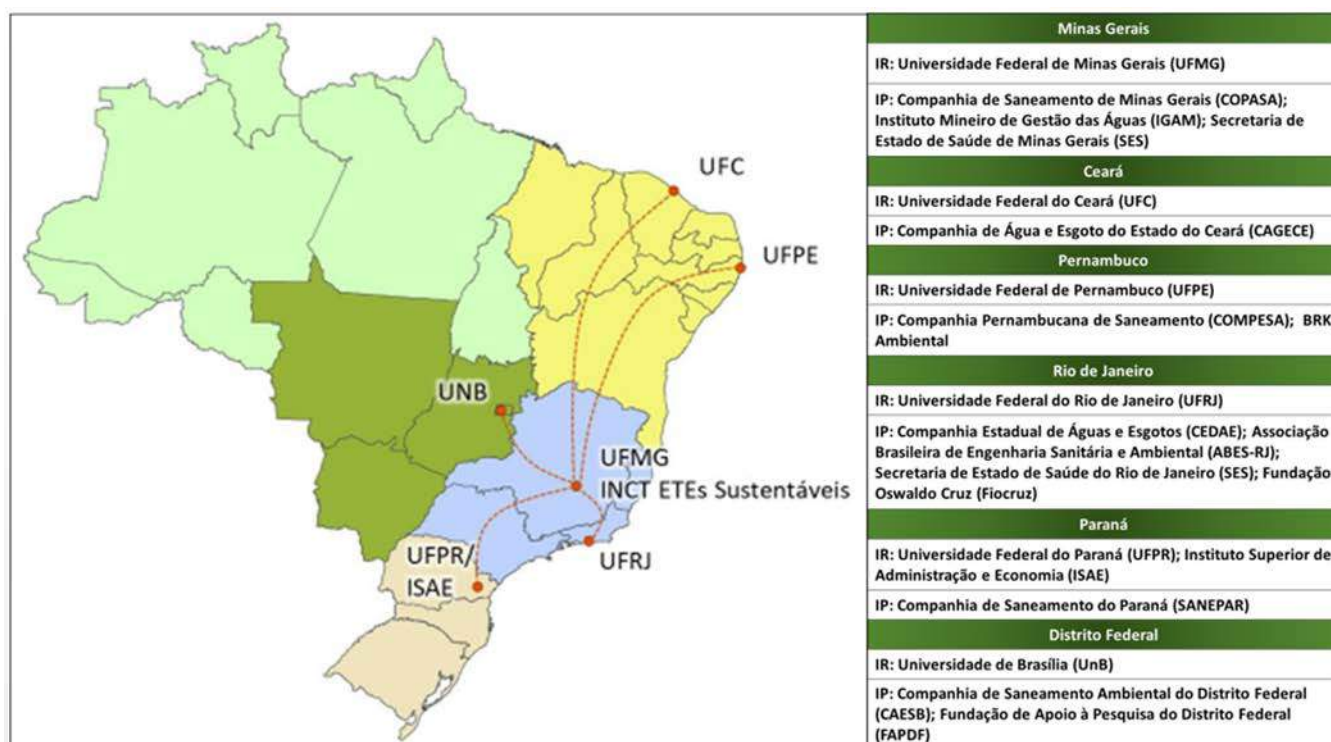 UFC
UFPE
UNB
UFMG
INCT ETEs Sustentáveis
UFPR/
ISAE
UFRJ
Minas Gerais
IR: Universidade Federal de Minas Gerais (UFMG)
IP: Companhia de Saneamento de Minas Gerais (COPASA);
Instituto Mineiro de Gestão das Águas (IGAM); Secretaria de
Estado de Saúde de Minas Gerais (SES)
Ceará
IR: Universidade Federal do Ceará (UFC)
IP: Companhia de Água e Esgoto do Estado do Ceará (CAGECE)
Pernambuco
IR: Universidade Federal de Pernambuco (UFPE)
IP: Companhia Pernambucana de Saneamento (COMPESA); BRK
Ambiental
Rio de Janeiro
IR: Universidade Federal do Rio de Janeiro (UFRJ)
IP: Companhia Estadual de Águas e Esgotos (CEDAE); Associação
Brasileira de Engenharia Sanitária e Ambiental (ABES-RJ);
Secretaria de Estado de Saúde do Rio de Janeiro (SES); Fundação
Oswaldo Cruz (Fiocruz)
Paraná
IR: Universidade Federal do Paraná (UFPR); Instituto Superior de
Administração e Economia (ISAE)
IP: Companhia de Saneamento do Paraná (SANEPAR)
Distrito Federal
IR: Universidade de Brasília (UnB)
IP: Companhia de Saneamento Ambiental do Distrito Federal
(CAESB); Fundação de Apoio à Pesquisa do Distrito Federal
(FAPDF)